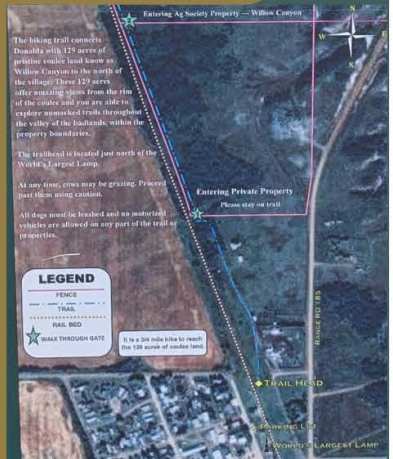 Entering Ag Society Property — Willow Canyon
N
W
E
S
The hiking trail connects
Donalda with 129 acres of
pristine coulee land know as
Willow Canyon to the north of
the village. These 129 acres
offer amazing views from the rim
of the coulee and you are able to
explore unmarked trails throughout
the valley of the badlands, within the
property boundaries.
The trailhead is located just north of the
World's Largest Lamp.
At any time, cows may be grazing. Proceed
past them using caution.
All dogs must be leashed and no motorized
vehicles are allowed on any part of the trail or
properties.
Entering Private Property
Please stay on trail
LEGEND
FENCE
TRAIL
RAIL BED
WALK THROUGH GATE
It is a 3/4 mile hike to reach
the 129 acres of coulee land.
RANGE RD 185
TRAIL HEAD
PARKING LOT
WORLD'S LARGEST LAMP